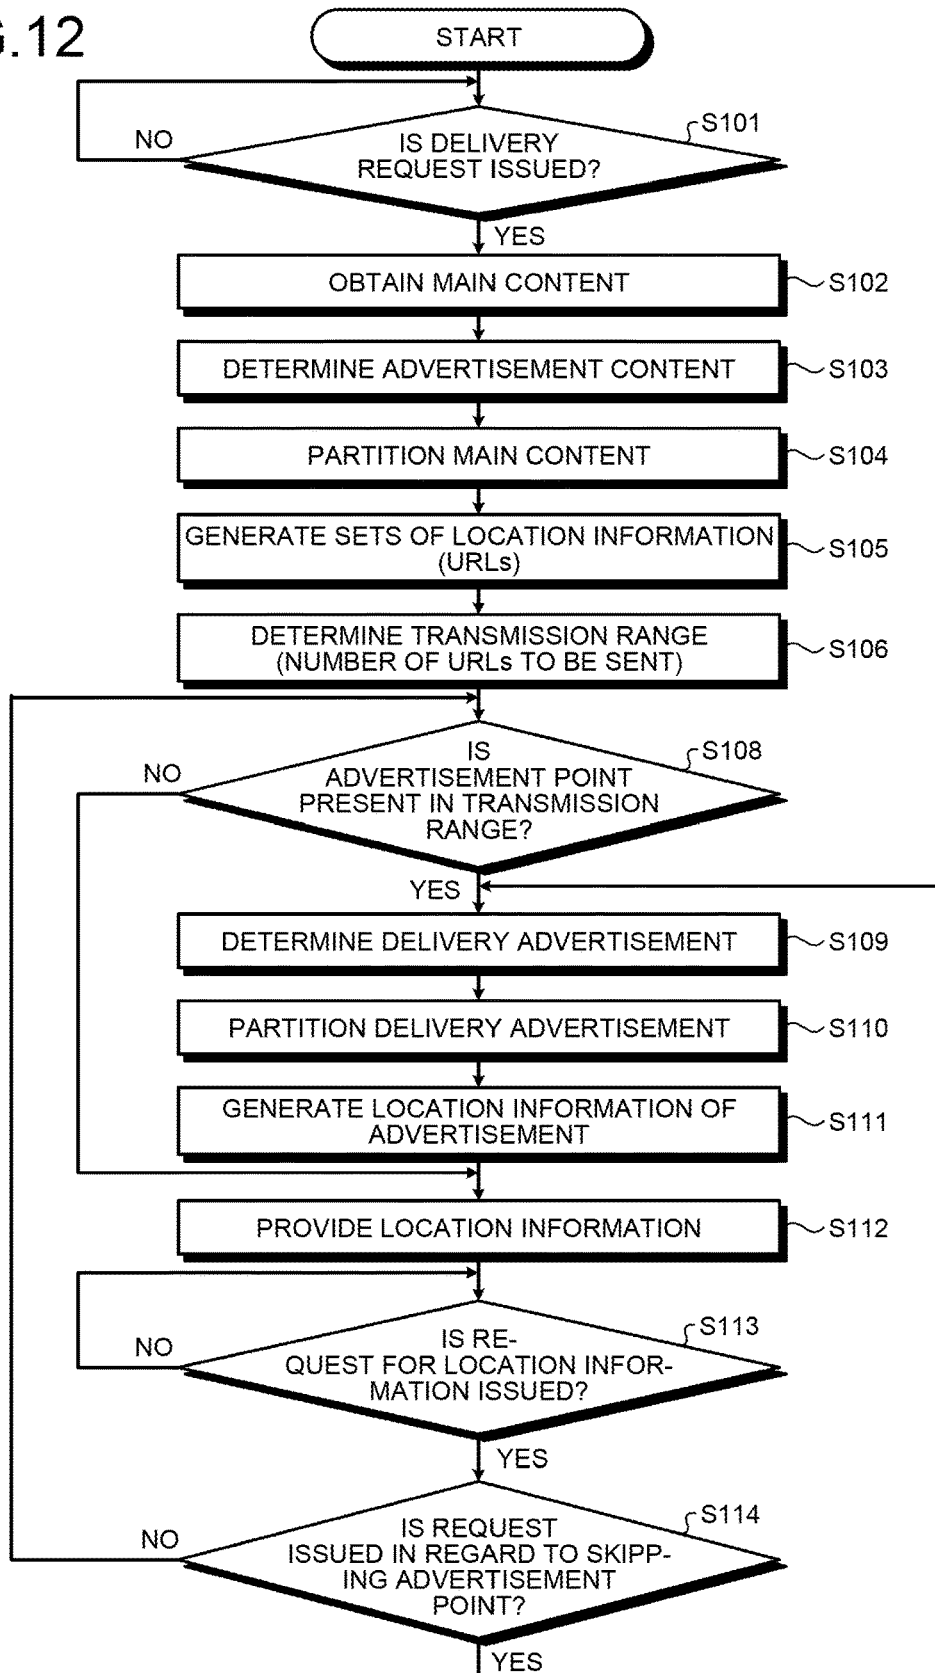 G.12
START
IS DELIVERY
REQUEST ISSUED?
S101
NO
YES
OBTAIN MAIN CONTENT
S102
DETERMINE ADVERTISEMENT CONTENT
S103
PARTITION MAIN CONTENT
S104
GENERATE SETS OF LOCATION INFORMATION
(URLs)
S105
DETERMINE TRANSMISSION RANGE
(NUMBER OF URLs TO BE SENT)
S106
IS
ADVERTISEMENT POINT
PRESENT IN TRANSMISSION
RANGE?
S108
NO
YES
DETERMINE DELIVERY ADVERTISEMENT
S109
PARTITION DELIVERY ADVERTISEMENT
S110
GENERATE LOCATION INFORMATION OF
ADVERTISEMENT
S111
PROVIDE LOCATION INFORMATION
S112
IS RE-
QUEST FOR LOCATION INFOR-
MATION ISSUED?
S113
NO
YES
IS REQUEST
ISSUED IN REGARD TO SKIPP-
ING ADVERTISEMENT
POINT?
S114
NO
YES